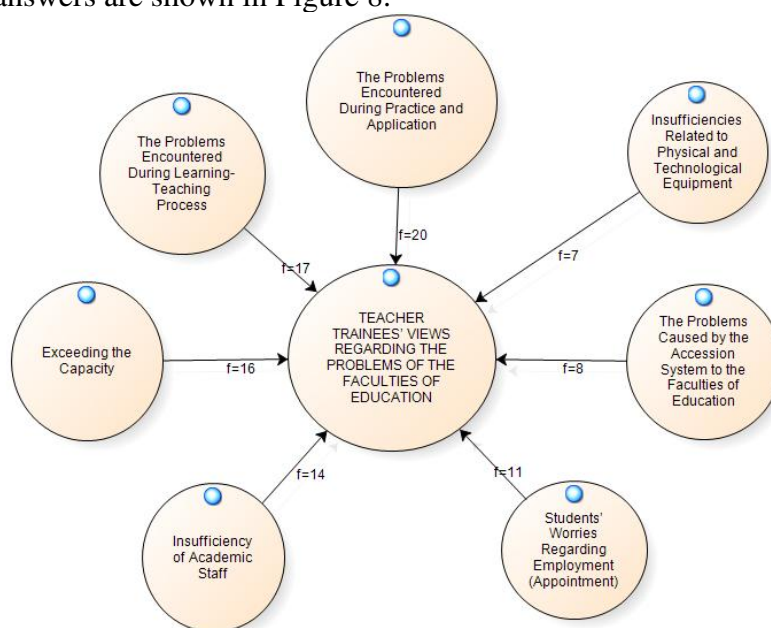 answers are shown in Figure 8.
The Problems
Encountered
During Practice and
Application
The Problems
Encountered
During Learning-
Teaching
Process
Insufficiencies
Related to
Physical and
Technological
Equipment
f=20
f=17
f=7
TEACHER
TRAINEES' VIEWS
REGARDING THE
PROBLEMS OF THE
FACULTIES OF
EDUCATION
Exceeding the
Capacity
f=16
The Problems
Caused by the
Accession
System to the
Faculties of
Education
f=8
f=14
f=11
Insufficiency
of Academic
Staff
Students'
Worries
Regarding
Employment
(Appointment)